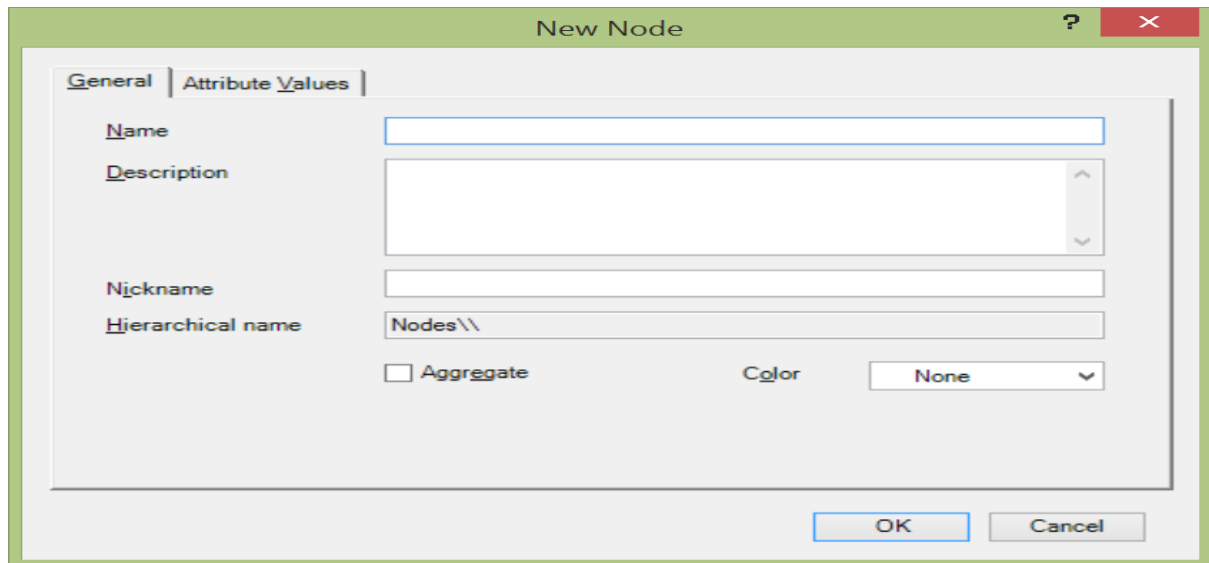 New Node
General Attribute Values
Name
Description
Nickname
Hierarchical name Nodes\\
Aggregate Color None
OK Cancel